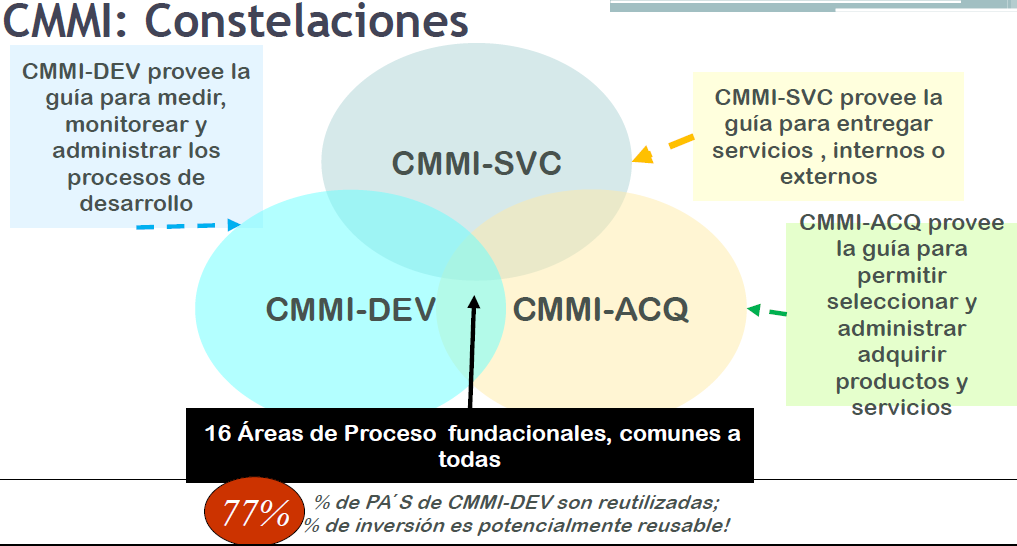 CMMI: Constelaciones
CMMI-DEV provee la
guía para medir,
monitorear y
administrar los
procesos de
desarrollo
CMMI-SVC
CMMI-SVC provee la
guía para entregar
servicios , internos o
externos
CMMI-DEV
CMMI-ACQ
CMMI-ACQ provee
la guía para
permitir
seleccionar y
administrar
adquirir
productos y
servicios
16 Áreas de Proceso fundacionales, comunes a
todas
77%
% de PA´S de CMMI-DEV son reutilizadas;
% de inversión es potencialmente reusable!